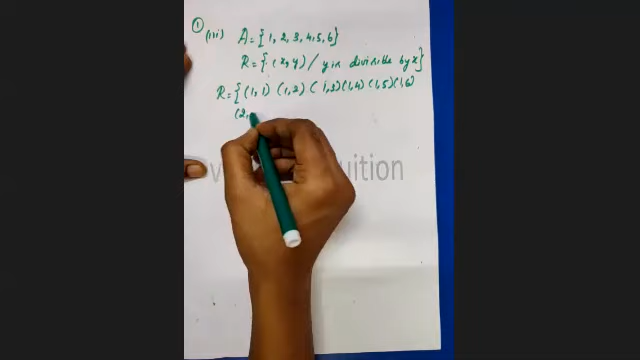 ① (iii) A = {1, 2, 3, 4, 5, 6}
R = {(x, y) / y is divisible by x}
R = {(1, 1) (1, 2) (1, 3) (1, 4) (1, 5) (1, 6)
(2,
uition